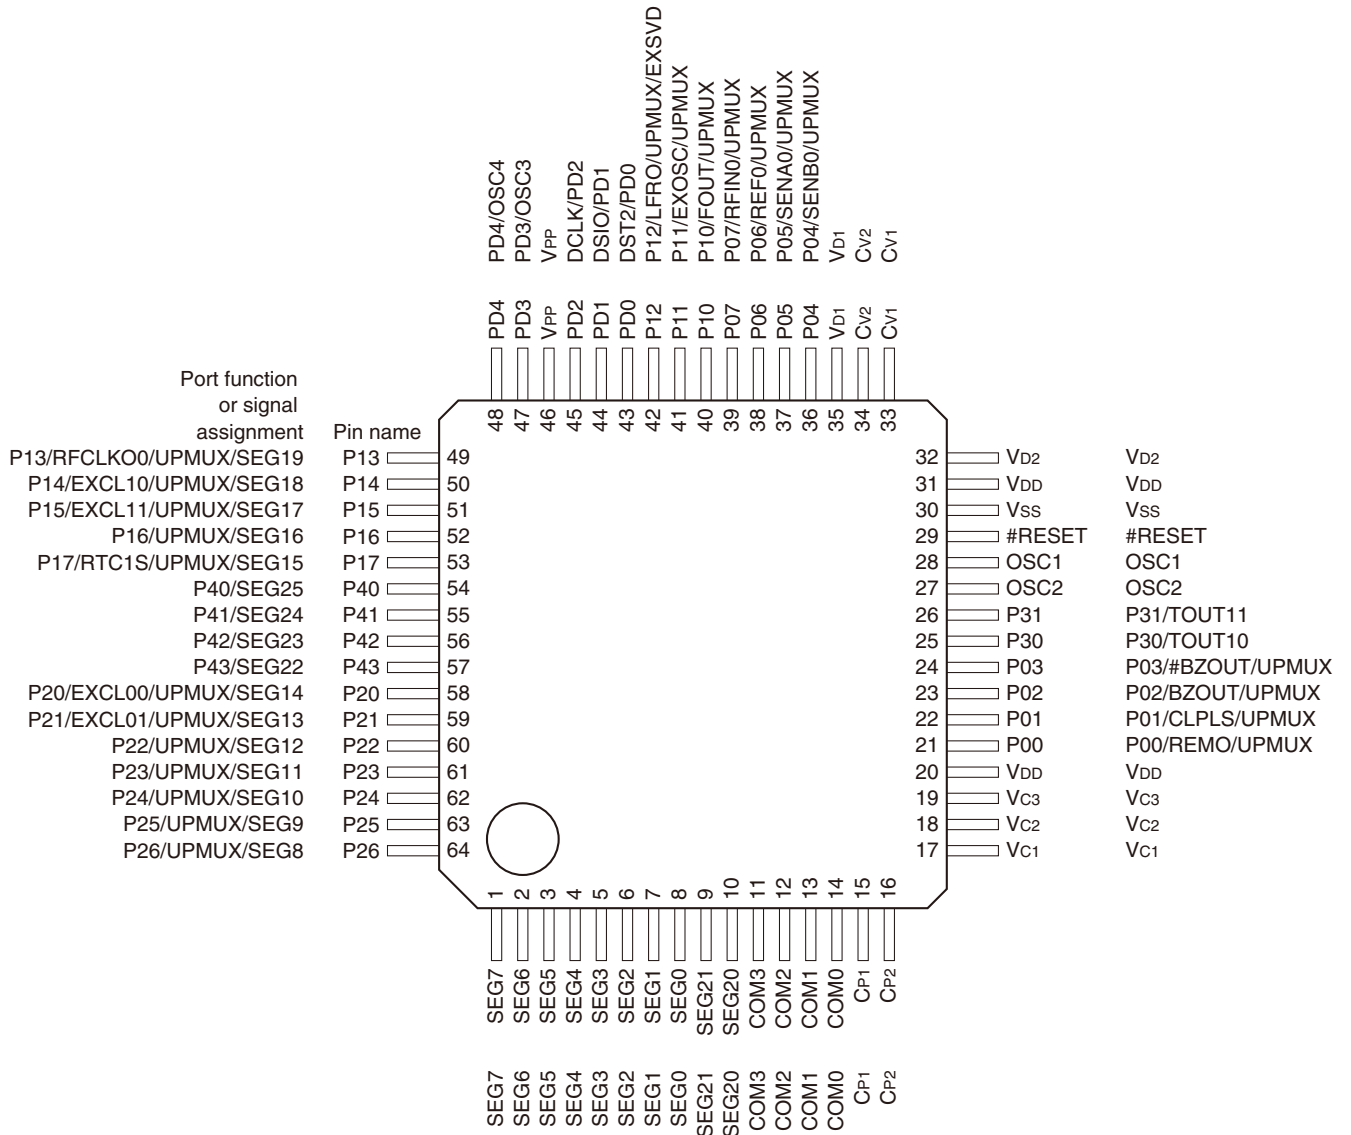 PD4/OSC4
PD3/OSC3
VPP
DCLK/PD2
DSIO/PD1
DST2/PD0
P12/LFRO/UPMUX/EXSVD
P11/EXOSC/UPMUX
P10/FOUT/UPMUX
P07/RFIN0/UPMUX
P06/REF0/UPMUX
P05/SENA0/UPMUX
P04/SENB0/UPMUX
VD1
CV2
CV1
PD4
PD3
VPP
PD2
PD1
PD0
P12
P11
P10
P07
P06
P05
P04
VD1
CV2
CV1
48
47
46
45
44
43
42
41
40
39
38
37
36
35
34
33
Port function
or signal
assignment
Pin name
P13/RFCLKO0/UPMUX/SEG19 P13 49
P14/EXCL10/UPMUX/SEG18 P14 50
P15/EXCL11/UPMUX/SEG17 P15 51
P16/UPMUX/SEG16 P16 52
P17/RTC1S/UPMUX/SEG15 P17 53
P40/SEG25 P40 54
P41/SEG24 P41 55
P42/SEG23 P42 56
P43/SEG22 P43 57
P20/EXCL00/UPMUX/SEG14 P20 58
P21/EXCL01/UPMUX/SEG13 P21 59
P22/UPMUX/SEG12 P22 60
P23/UPMUX/SEG11 P23 61
P24/UPMUX/SEG10 P24 62
P25/UPMUX/SEG9 P25 63
P26/UPMUX/SEG8 P26 64
32 VD2 VD2
31 VDD VDD
30 VSS VSS
29 #RESET #RESET
28 OSC1 OSC1
27 OSC2 OSC2
26 P31 P31/TOUT11
25 P30 P30/TOUT10
24 P03 P03/#BZOUT/UPMUX
23 P02 P02/BZOUT/UPMUX
22 P01 P01/CLPLS/UPMUX
21 P00 P00/REMO/UPMUX
20 VDD VDD
19 VC3 VC3
18 VC2 VC2
17 VC1 VC1
1
2
3
4
5
6
7
8
9
10
11
12
13
14
15
16
SEG7
SEG6
SEG5
SEG4
SEG3
SEG2
SEG1
SEG0
SEG21
SEG20
COM3
COM2
COM1
COM0
CP1
CP2
SEG7
SEG6
SEG5
SEG4
SEG3
SEG2
SEG1
SEG0
SEG21
SEG20
COM3
COM2
COM1
COM0
CP1
CP2